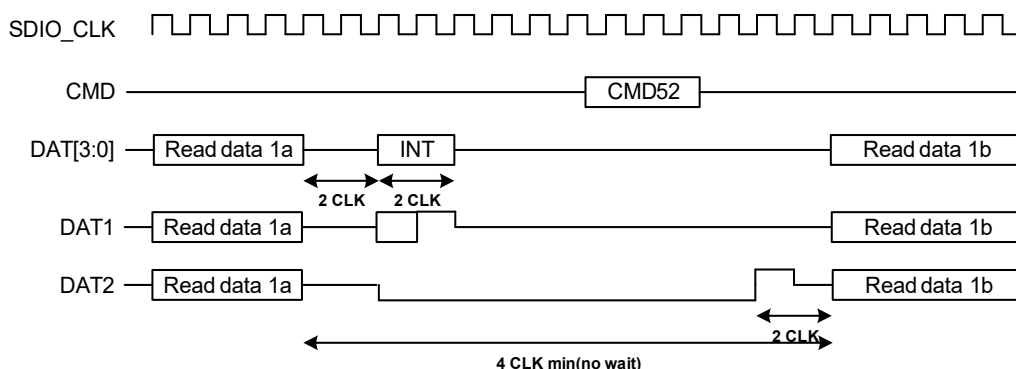 SDIO_CLK
CMD CMD52
DAT[3:0] Read data 1a INT Read data 1b
2 CLK 2 CLK
DAT1 Read data 1a Read data 1b
DAT2 Read data 1a Read data 1b
2 CLK
4 CLK min(no wait)